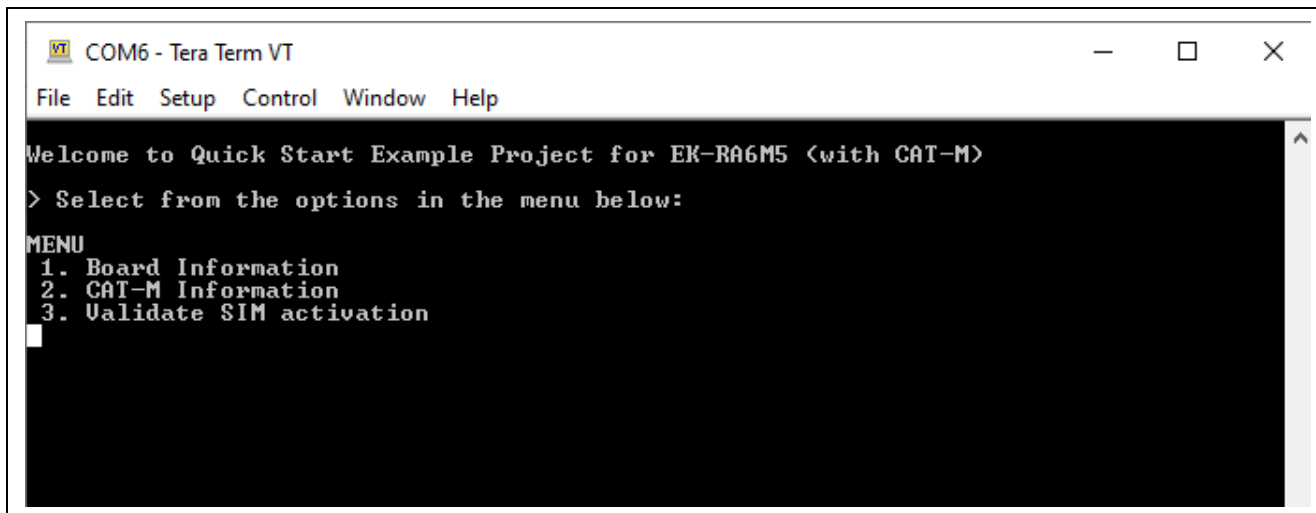 COM6 - Tera Term VT
File Edit Setup Control Window Help
Welcome to Quick Start Example Project for EK-RA6M5 (with CAT-M)
> Select from the options in the menu below:
MENU
1. Board Information
2. CAT-M Information
3. Validate SIM activation